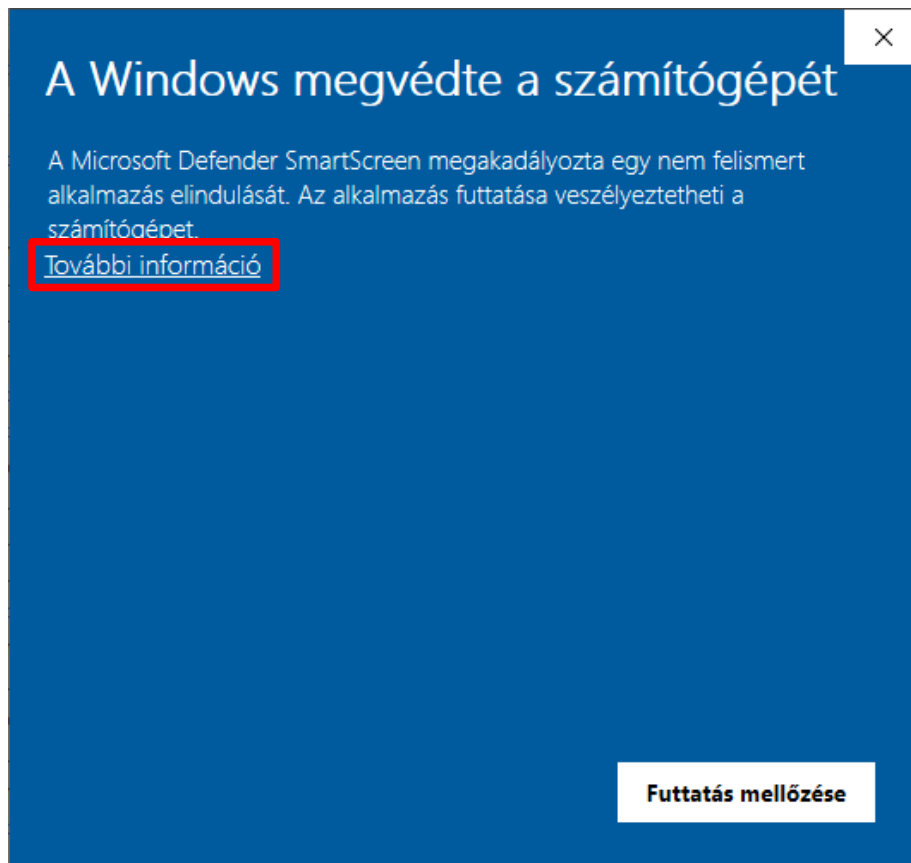 A Windows megvédte a számítógépét
A Microsoft Defender SmartScreen megakadályozta egy nem felismert
alkalmazás elindulását. Az alkalmazás futtatása veszélyeztetheti a
számítógépet.
További információ
Futtatás mellőzése